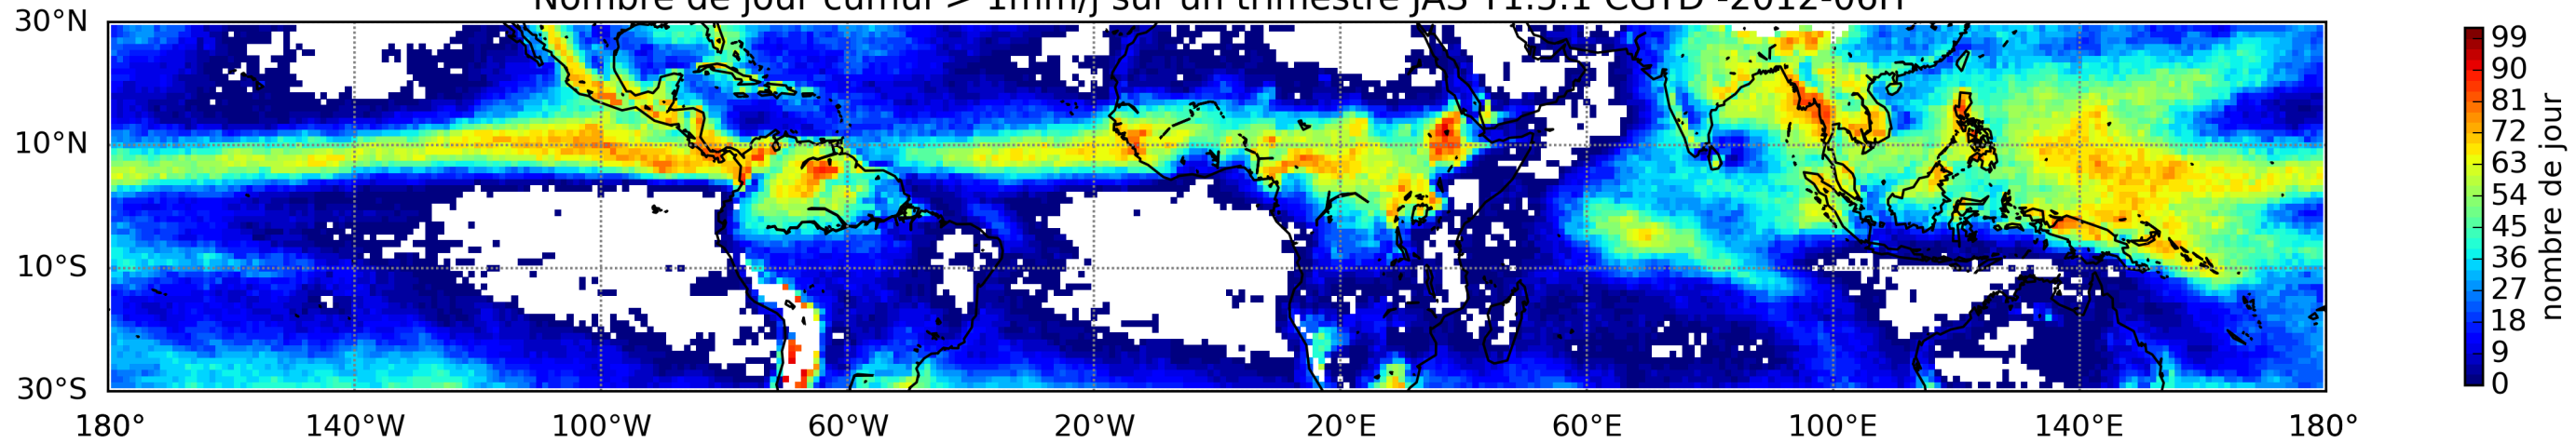 Nombre de jour cumul > 1mm/j sur un trimestre JAS T1.5.1 CGTD -2012-06H
30°N
10°N
10°S
30°S
180° 140°W 100°W 60°W 20°W 20°E 60°E 100°E 140°E 180°
99
90
81
72
63
54
45
36
27
18
9
0
nombre de jour